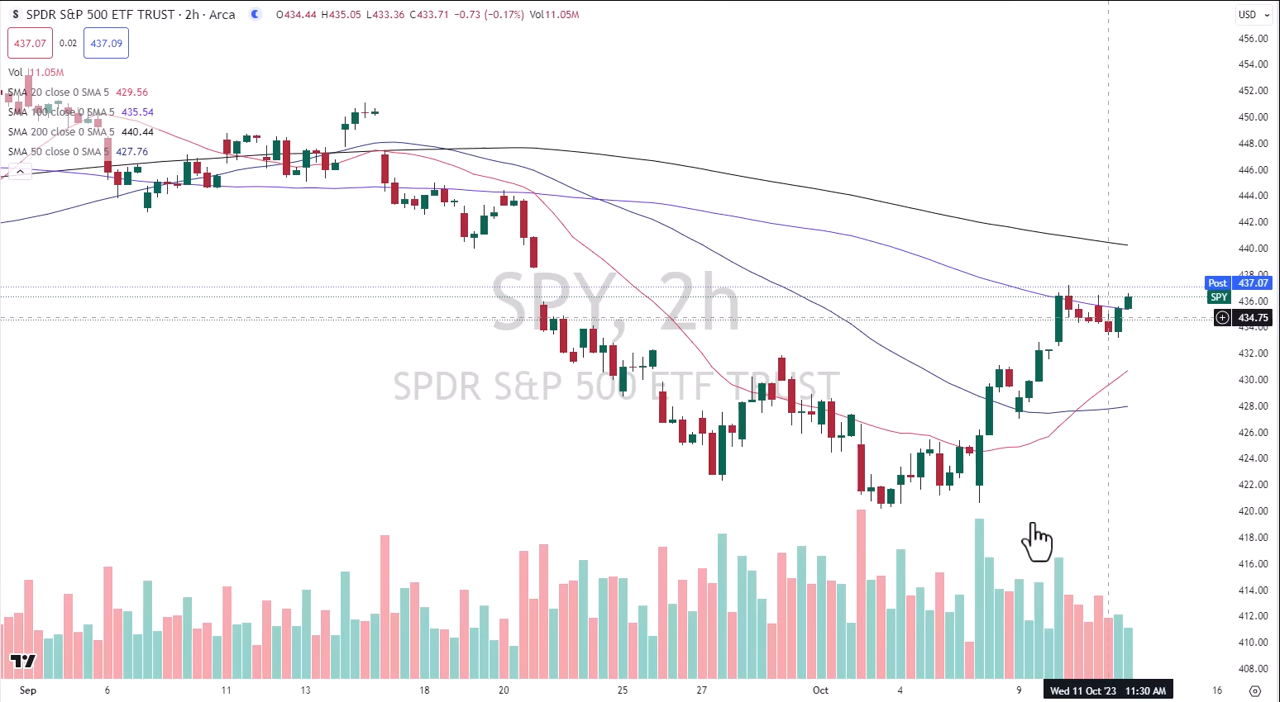 S SPDR S&P 500 ETF TRUST · 2h · Arca O434.44 H435.05 L433.36 C433.71 −0.73 (−0.17%) Vol11.05M
USD
437.07 0.02 437.09
Vol 11.05M
SMA 20 close 0 SMA 5 429.56
SMA 100 close 0 SMA 5 435.54
SMA 200 close 0 SMA 5 440.44
SMA 50 close 0 SMA 5 427.76
SPY, 2h
SPDR S&P 500 ETF TRUST
456.00
454.00
452.00
450.00
448.00
446.00
444.00
442.00
440.00
438.00
Post 437.07
SPY
436.00
434.75
432.00
430.00
428.00
426.00
424.00
422.00
420.00
418.00
416.00
414.00
412.00
410.00
408.00
Sep 6 11 13 18 20 25 27 Oct 4 9 Wed 11 Oct '23 11:30 AM 16